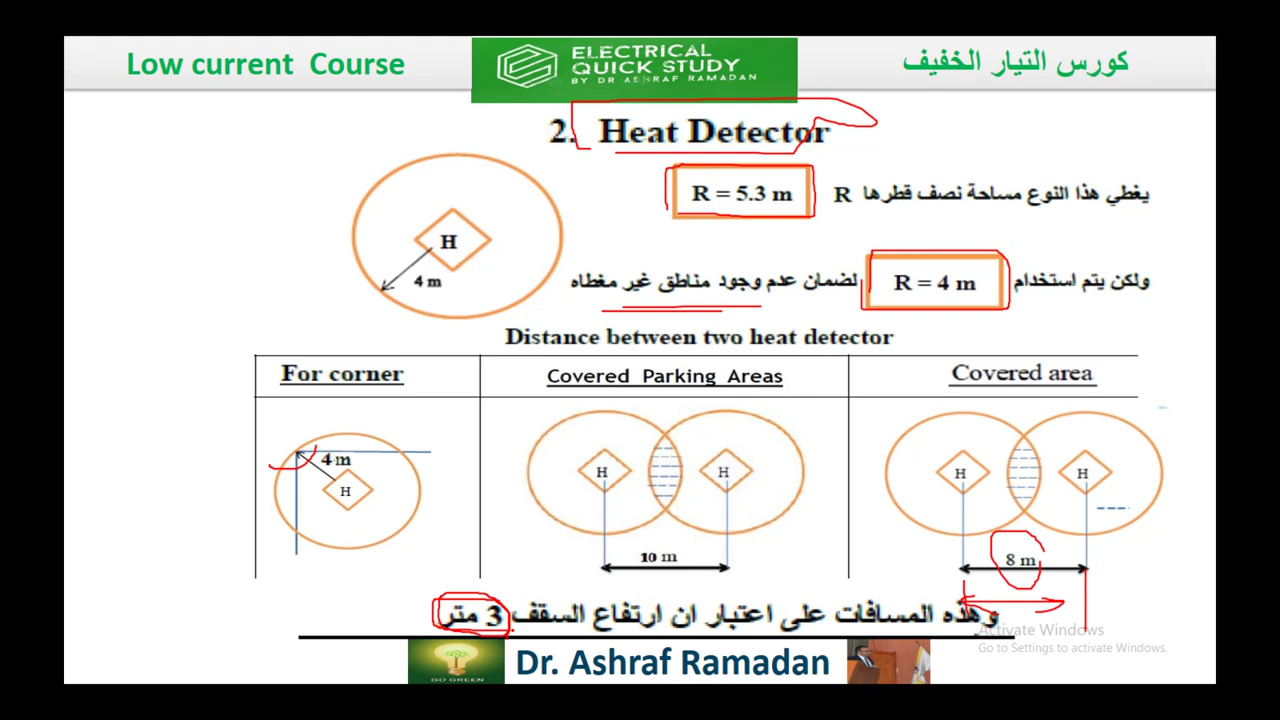 Low current Course
ELECTRICAL
QUICK STUDY
BY DR ASHRAF RAMADAN
كورس التيار الخفيف
2. Heat Detector
يغطي هذا النوع مساحة نصف قطرها R
R = 5.3 m
H
4 m
ولكن يتم استخدام R = 4 m لضمان عدم وجود مناطق غير مغطاه
Distance between two heat detector
For corner
Covered Parking Areas
Covered area
4 m
H
H
H
10 m
H
H
8 m
وهذه المسافات على اعتبار ان ارتفاع السقف 3 متر
Activate Windows
Go to Settings to activate Windows.
GO GREEN
Dr. Ashraf Ramadan